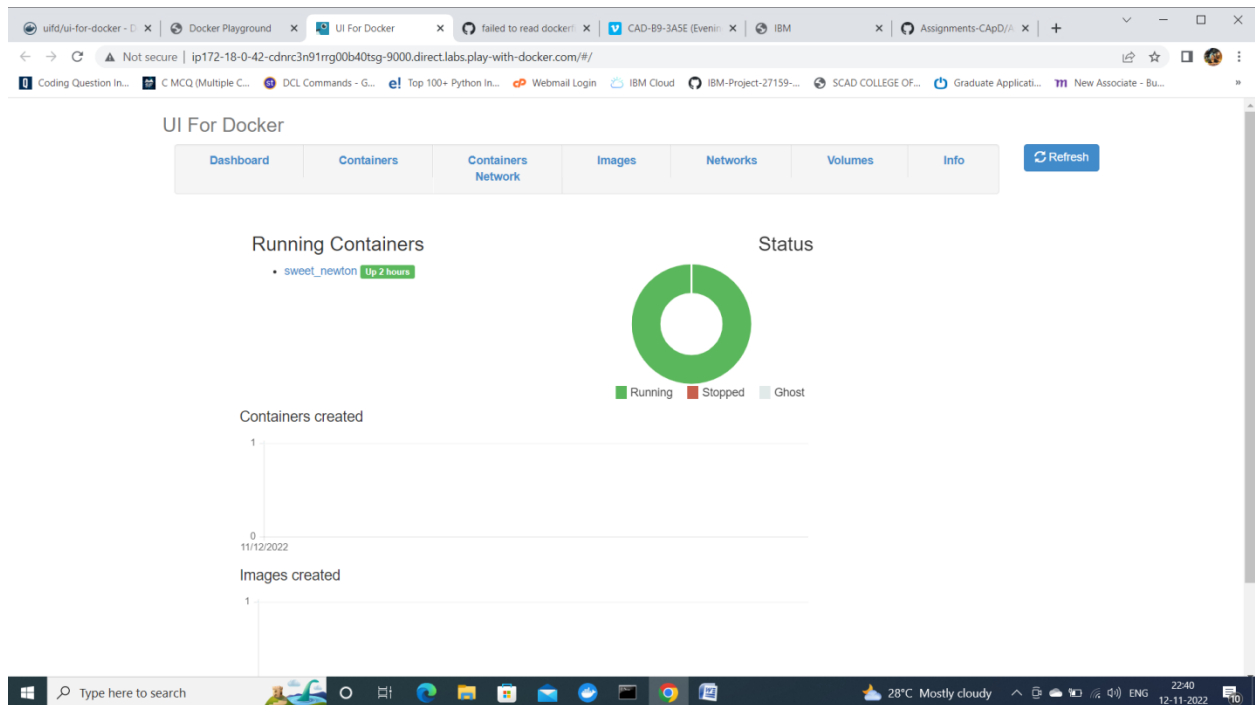 uifd/ui-for-docker - D
Docker Playground
UI For Docker
failed to read dockerf
CAD-B9-3A5E (Evenin
IBM
Assignments-CApD/A
Not secure | ip172-18-0-42-cdnrc3n91rrg00b40tsg-9000.direct.labs.play-with-docker.com/#/
Coding Question In...
C MCQ (Multiple C...
DCL Commands - G...
Top 100+ Python In...
Webmail Login
IBM Cloud
IBM-Project-27159-...
SCAD COLLEGE OF...
Graduate Applicati...
New Associate - Bu...
»
UI For Docker
Dashboard
Containers
Containers
Network
Images
Networks
Volumes
Info
Refresh
Running Containers
sweet_newton Up 2 hours
Status
Running Stopped Ghost
Containers created
1
0
11/12/2022
Images created
1
Type here to search
28°C Mostly cloudy
ENG
22:40
12-11-2022
10